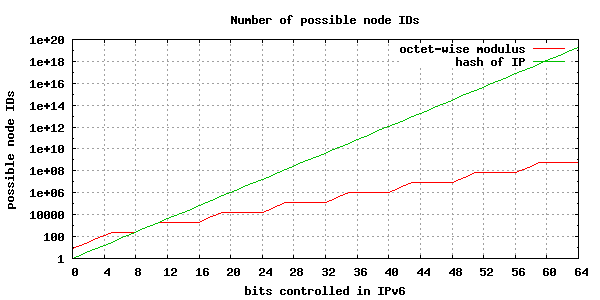 Number of possible node IDs
octet-wise modulus
hash of IP
1e+20
1e+18
1e+16
1e+14
1e+12
1e+10
1e+08
1e+06
10000
100
1
possible node IDs
0 4 8 12 16 20 24 28 32 36 40 44 48 52 56 60 64
bits controlled in IPv6